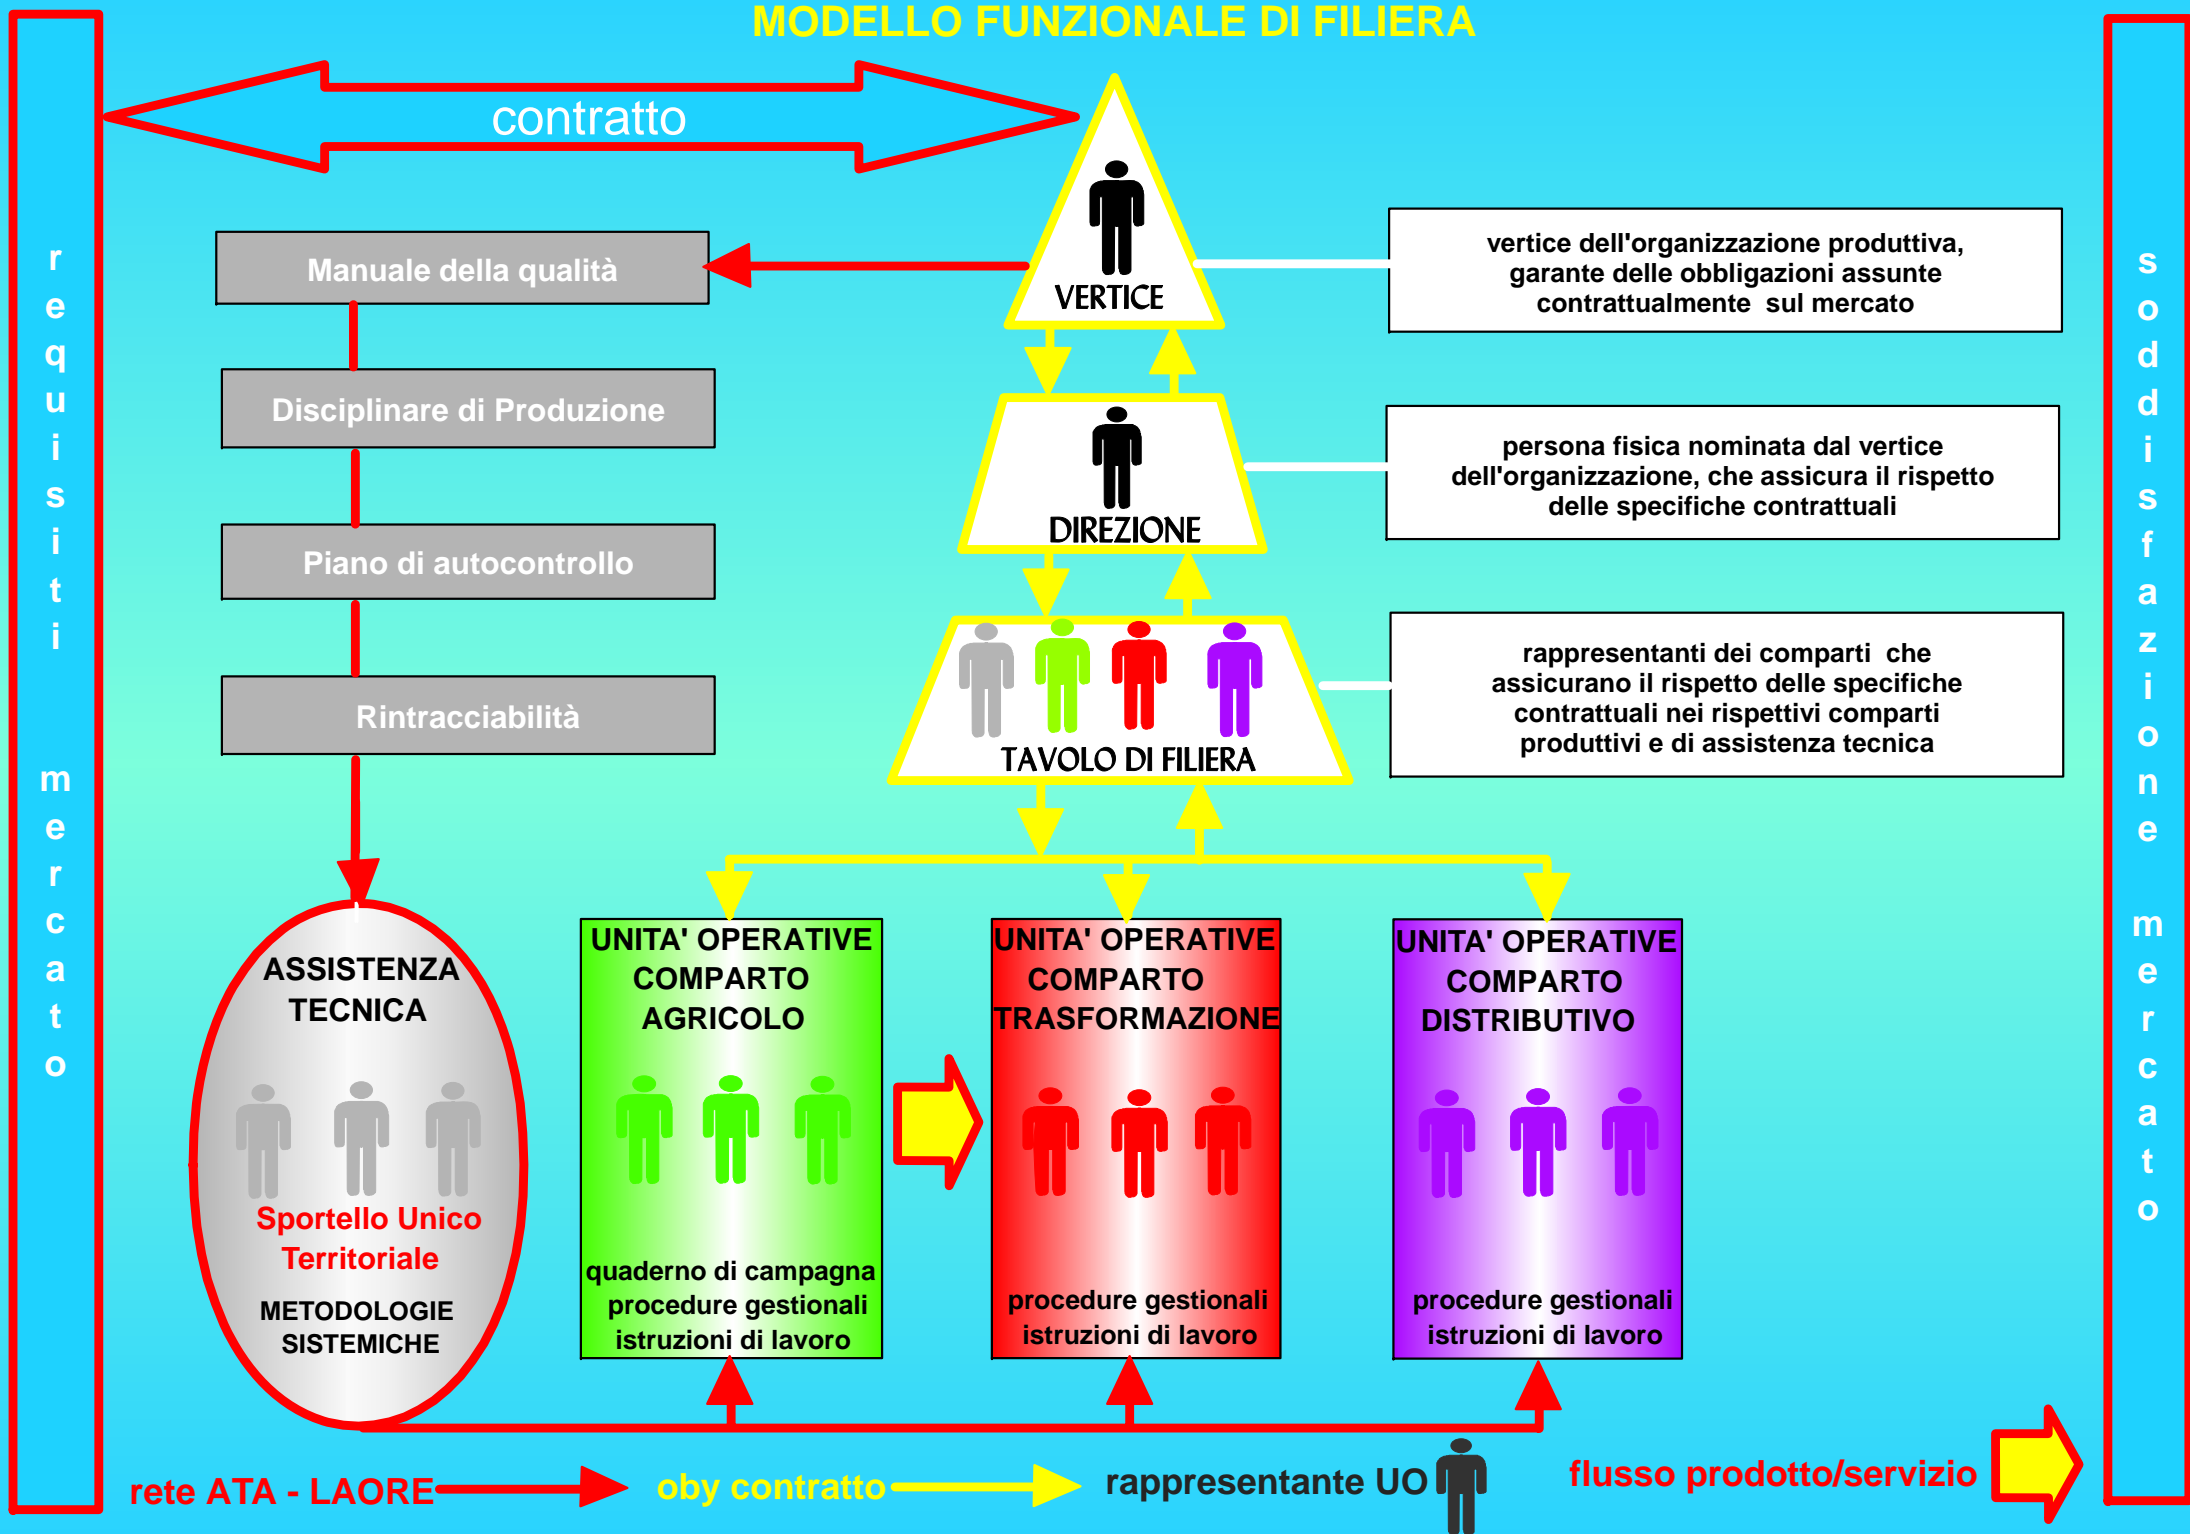 MODELLO FUNZIONALE DI FILIERA
contratto
requisiti mercato
soddisfazione mercato
VERTICE
vertice dell'organizzazione produttiva,
garante delle obbligazioni assunte
contrattualmente sul mercato
Manuale della qualità
Disciplinare di Produzione
Piano di autocontrollo
Rintracciabilità
DIREZIONE
persona fisica nominata dal vertice
dell'organizzazione, che assicura il rispetto
delle specifiche contrattuali
TAVOLO DI FILIERA
rappresentanti dei comparti che
assicurano il rispetto delle specifiche
contrattuali nei rispettivi comparti
produttivi e di assistenza tecnica
ASSISTENZA
TECNICA
Sportello Unico
Territoriale
METODOLOGIE
SISTEMICHE
UNITA' OPERATIVE
COMPARTO
AGRICOLO
quaderno di campagna
procedure gestionali
istruzioni di lavoro
UNITA' OPERATIVE
COMPARTO
TRASFORMAZIONE
procedure gestionali
istruzioni di lavoro
UNITA' OPERATIVE
COMPARTO
DISTRIBUTIVO
procedure gestionali
istruzioni di lavoro
rete ATA - LAORE
oby contratto
rappresentante UO
flusso prodotto/servizio